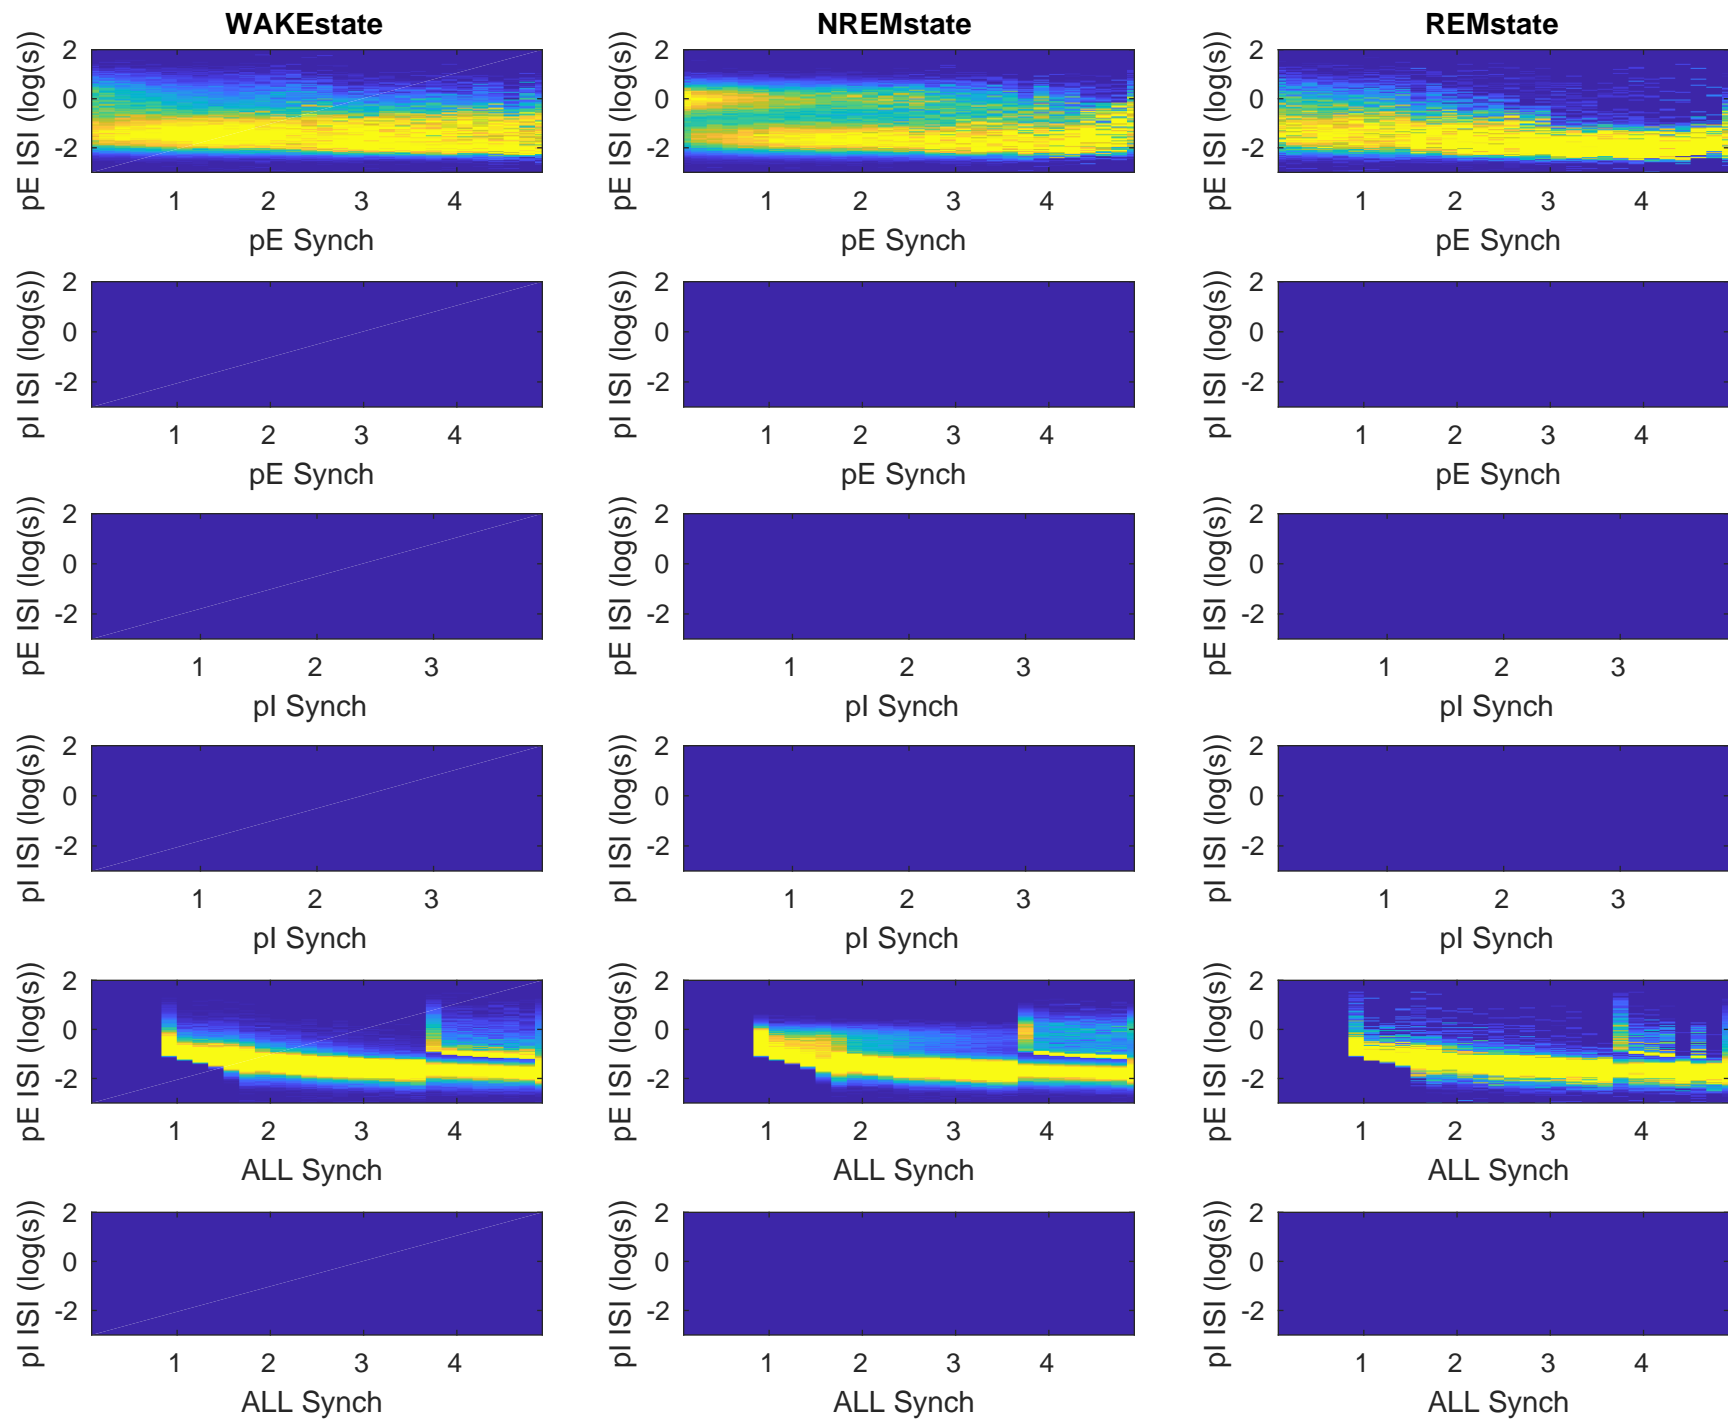 WAKEstate NREMstate REMstate
pE ISI (log(s)) 2 0 -2 pE ISI (log(s)) 2 0 -2 pE ISI (log(s)) 2 0 -2
1 2 3 4 1 2 3 4 1 2 3 4
pE Synch pE Synch pE Synch
pI ISI (log(s)) 2 0 -2 pI ISI (log(s)) 2 0 -2 pI ISI (log(s)) 2 0 -2
1 2 3 4 1 2 3 4 1 2 3 4
pE Synch pE Synch pE Synch
pE ISI (log(s)) 2 0 -2 pE ISI (log(s)) 2 0 -2 pE ISI (log(s)) 2 0 -2
1 2 3 1 2 3 1 2 3
pI Synch pI Synch pI Synch
pI ISI (log(s)) 2 0 -2 pI ISI (log(s)) 2 0 -2 pI ISI (log(s)) 2 0 -2
1 2 3 1 2 3 1 2 3
pI Synch pI Synch pI Synch
pE ISI (log(s)) 2 0 -2 pE ISI (log(s)) 2 0 -2 pE ISI (log(s)) 2 0 -2
1 2 3 4 1 2 3 4 1 2 3 4
ALL Synch ALL Synch ALL Synch
pI ISI (log(s)) 2 0 -2 pI ISI (log(s)) 2 0 -2 pI ISI (log(s)) 2 0 -2
1 2 3 4 1 2 3 4 1 2 3 4
ALL Synch ALL Synch ALL Synch